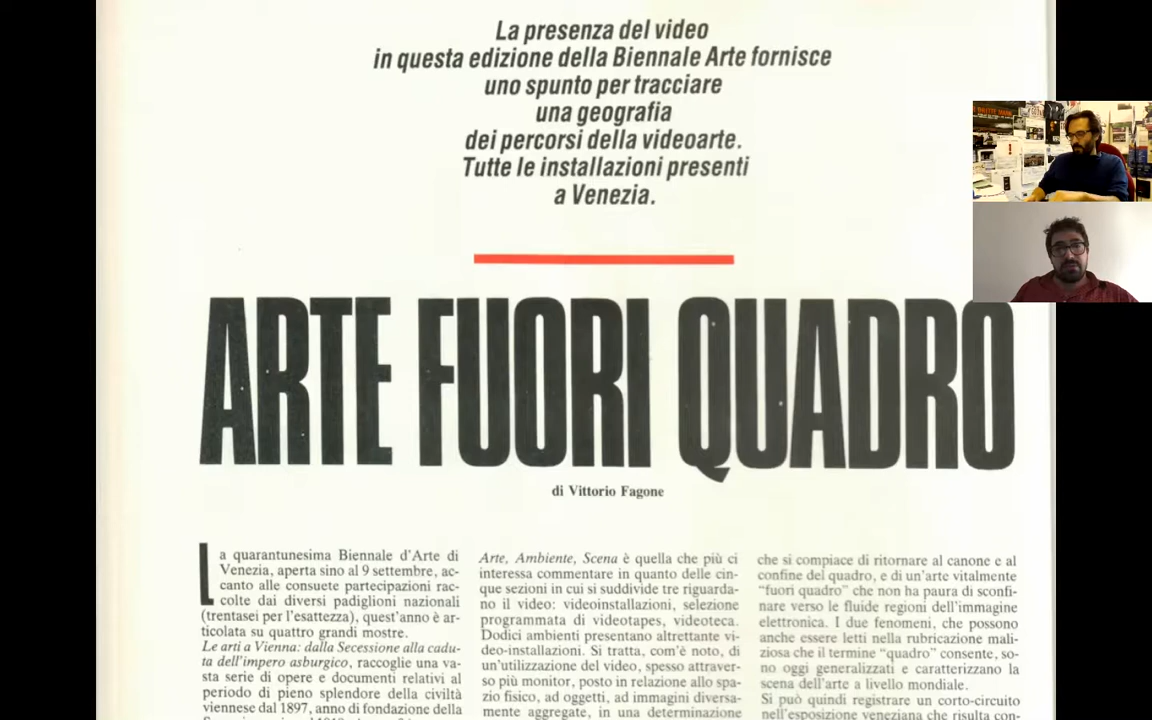 La presenza del video
in questa edizione della Biennale Arte fornisce
uno spunto per tracciare
una geografia
dei percorsi della videoarte.
Tutte le installazioni presenti
a Venezia.
ARTE FUORI QUADRO
di Vittorio Fagone
La quarantunesima Biennale d'Arte di
Venezia, aperta sino al 9 settembre, ac-
canto alle consuete partecipazioni rac-
colte dai diversi padiglioni nazionali
(trentasei per l'esattezza), quest'anno è ar-
ticolata su quattro grandi mostre.
Le arti a Vienna: dalla Secessione alla cadu-
ta dell'impero asburgico, raccoglie una va-
sta serie di opere e documenti relativi al
periodo di pieno splendore della civiltà
viennese dal 1897, anno di fondazione della
Arte, Ambiente, Scena è quella che più ci
interessa commentare in quanto delle cin-
que sezioni in cui si suddivide tre riguarda-
no il video: videoinstallazioni, selezione
programmata di videotapes, videoteca.
Dodici ambienti presentano altrettante vi-
deo-installazioni. Si tratta, com'è noto, di
un'utilizzazione del video, spesso attraver-
so più monitor, posto in relazione allo spa-
zio fisico, ad oggetti, ad immagini diversa-
mente aggregate, in una determinazione
che si compiace di ritornare al canone e al
confine del quadro, e di un'arte vitalmente
“fuori quadro” che non ha paura di sconfi-
nare verso le fluide regioni dell'immagine
elettronica. I due fenomeni, che possono
anche essere letti nella rubricazione mali-
ziosa che il termine “quadro” consente, so-
no oggi generalizzati e caratterizzano la
scena dell'arte a livello mondiale.
Si può quindi registrare un corto-circuito
nell'esposizione veneziana che risulta con-